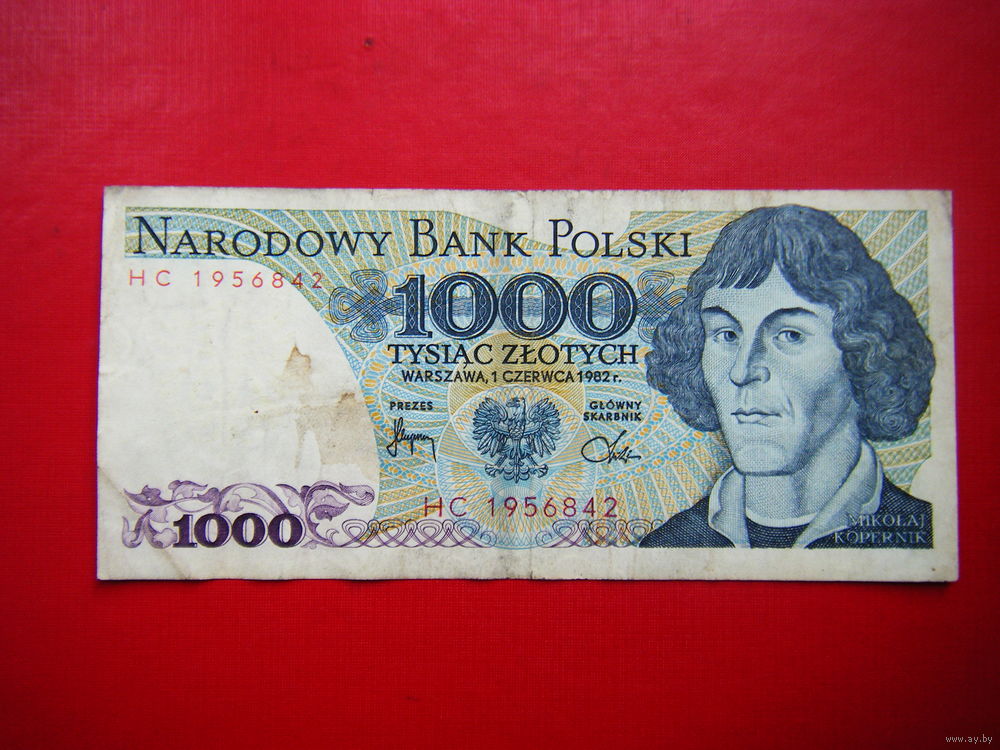 NARODOWY BANK POLSKI
HC 1956842
1000
TYSIĄC ZŁOTYCH
WARSZAWA, 1 CZERWCA 1982 r.
PREZES
GŁÓWNY
SKARBNIK
HC 1956842
1000
MIKOŁAJ
KOPERNIK
www.ay.by